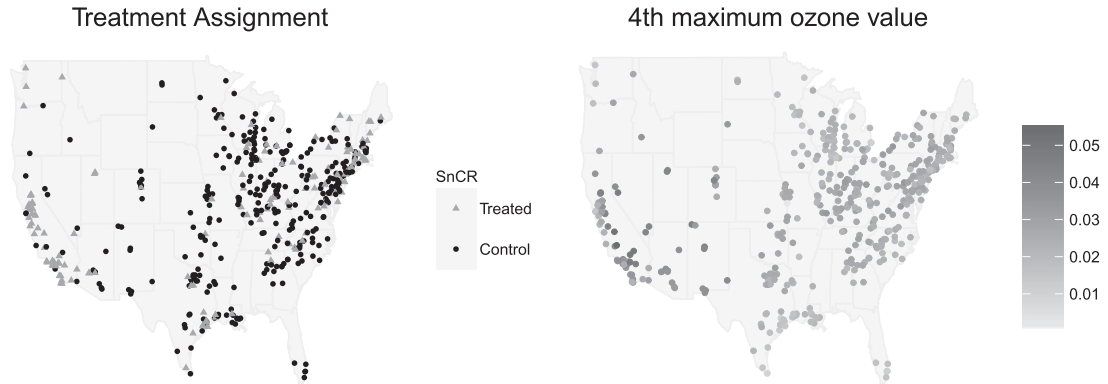 Treatment Assignment
4th maximum ozone value
SnCR
Treated
Control
0.05
0.04
0.03
0.02
0.01